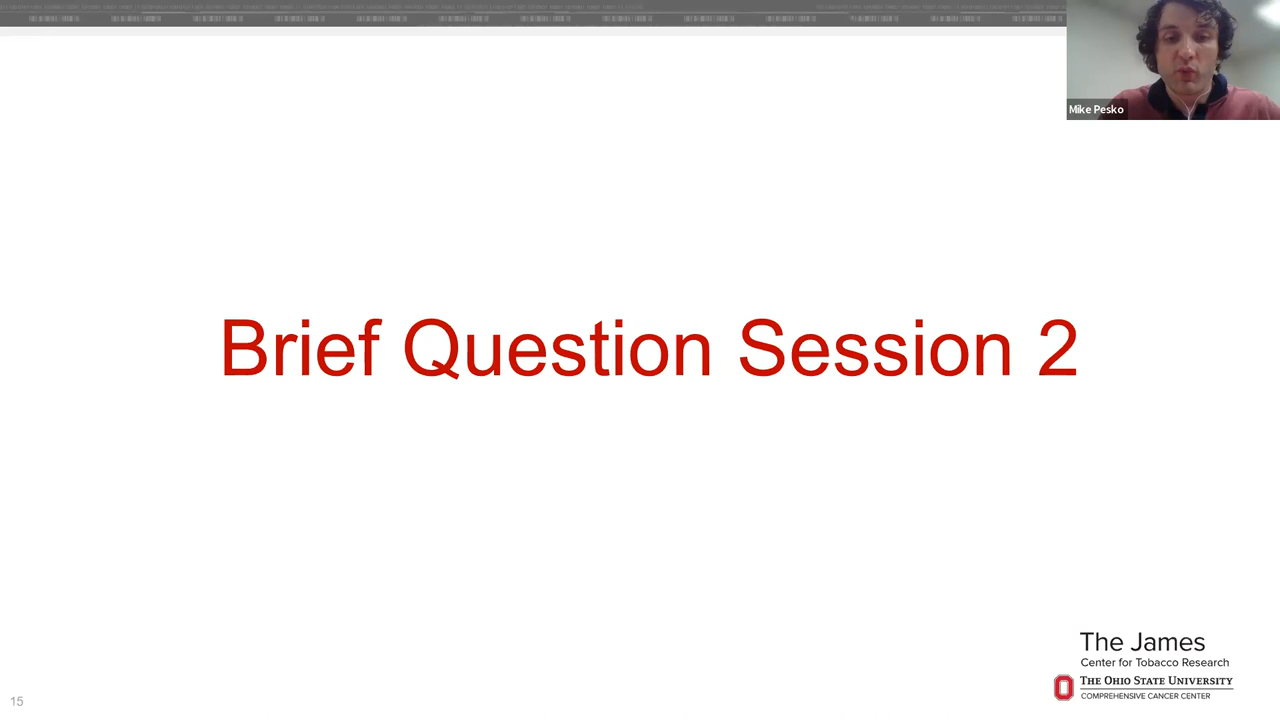 Mike Pesko
Brief Question Session 2
The James
Center for Tobacco Research
THE OHIO STATE UNIVERSITY
COMPREHENSIVE CANCER CENTER
15